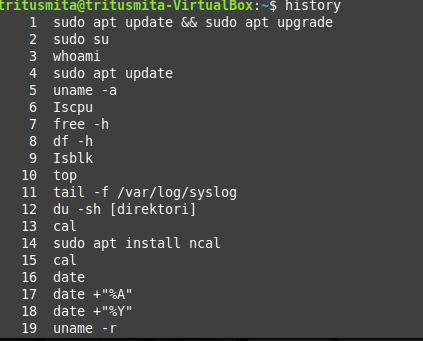 tritusmita@tritusmita-VirtualBox:~$ history
1 sudo apt update && sudo apt upgrade
2 sudo su
3 whoami
4 sudo apt update
5 uname -a
6 Iscpu
7 free -h
8 df -h
9 Isblk
10 top
11 tail -f /var/log/syslog
12 du -sh [direktori]
13 cal
14 sudo apt install ncal
15 cal
16 date
17 date +"%A"
18 date +"%Y"
19 uname -r